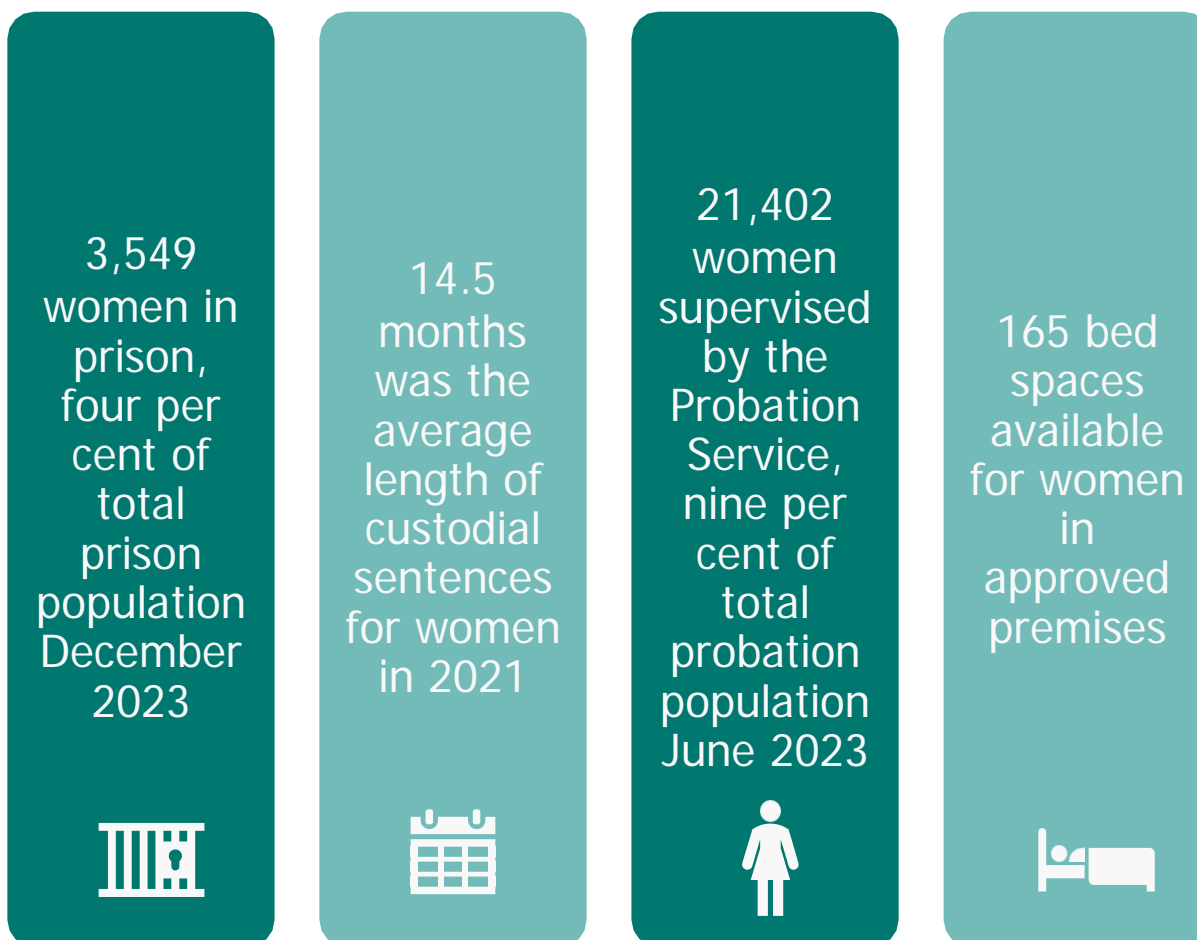 3,549
women in
prison,
four per
cent of
total
prison
population
December
2023
14.5
months
was the
average
length of
custodial
sentences
for women
in 2021
21,402
women
supervised
by the
Probation
Service,
nine per
cent of
total
probation
population
June 2023
165 bed
spaces
available
for women
in
approved
premises